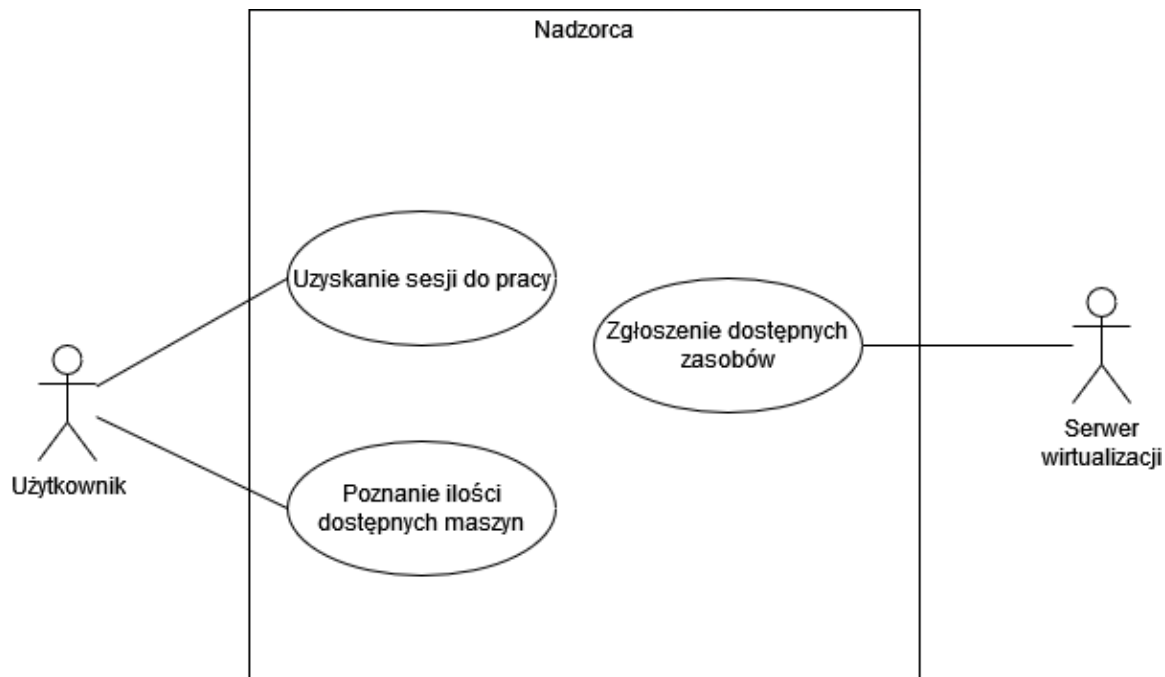 Nadzorca
Uzyskanie sesji do pracy
Zgłoszenie dostępnych
zasobów
Użytkownik
Poznanie ilości
dostępnych maszyn
Serwer
wirtualizacji